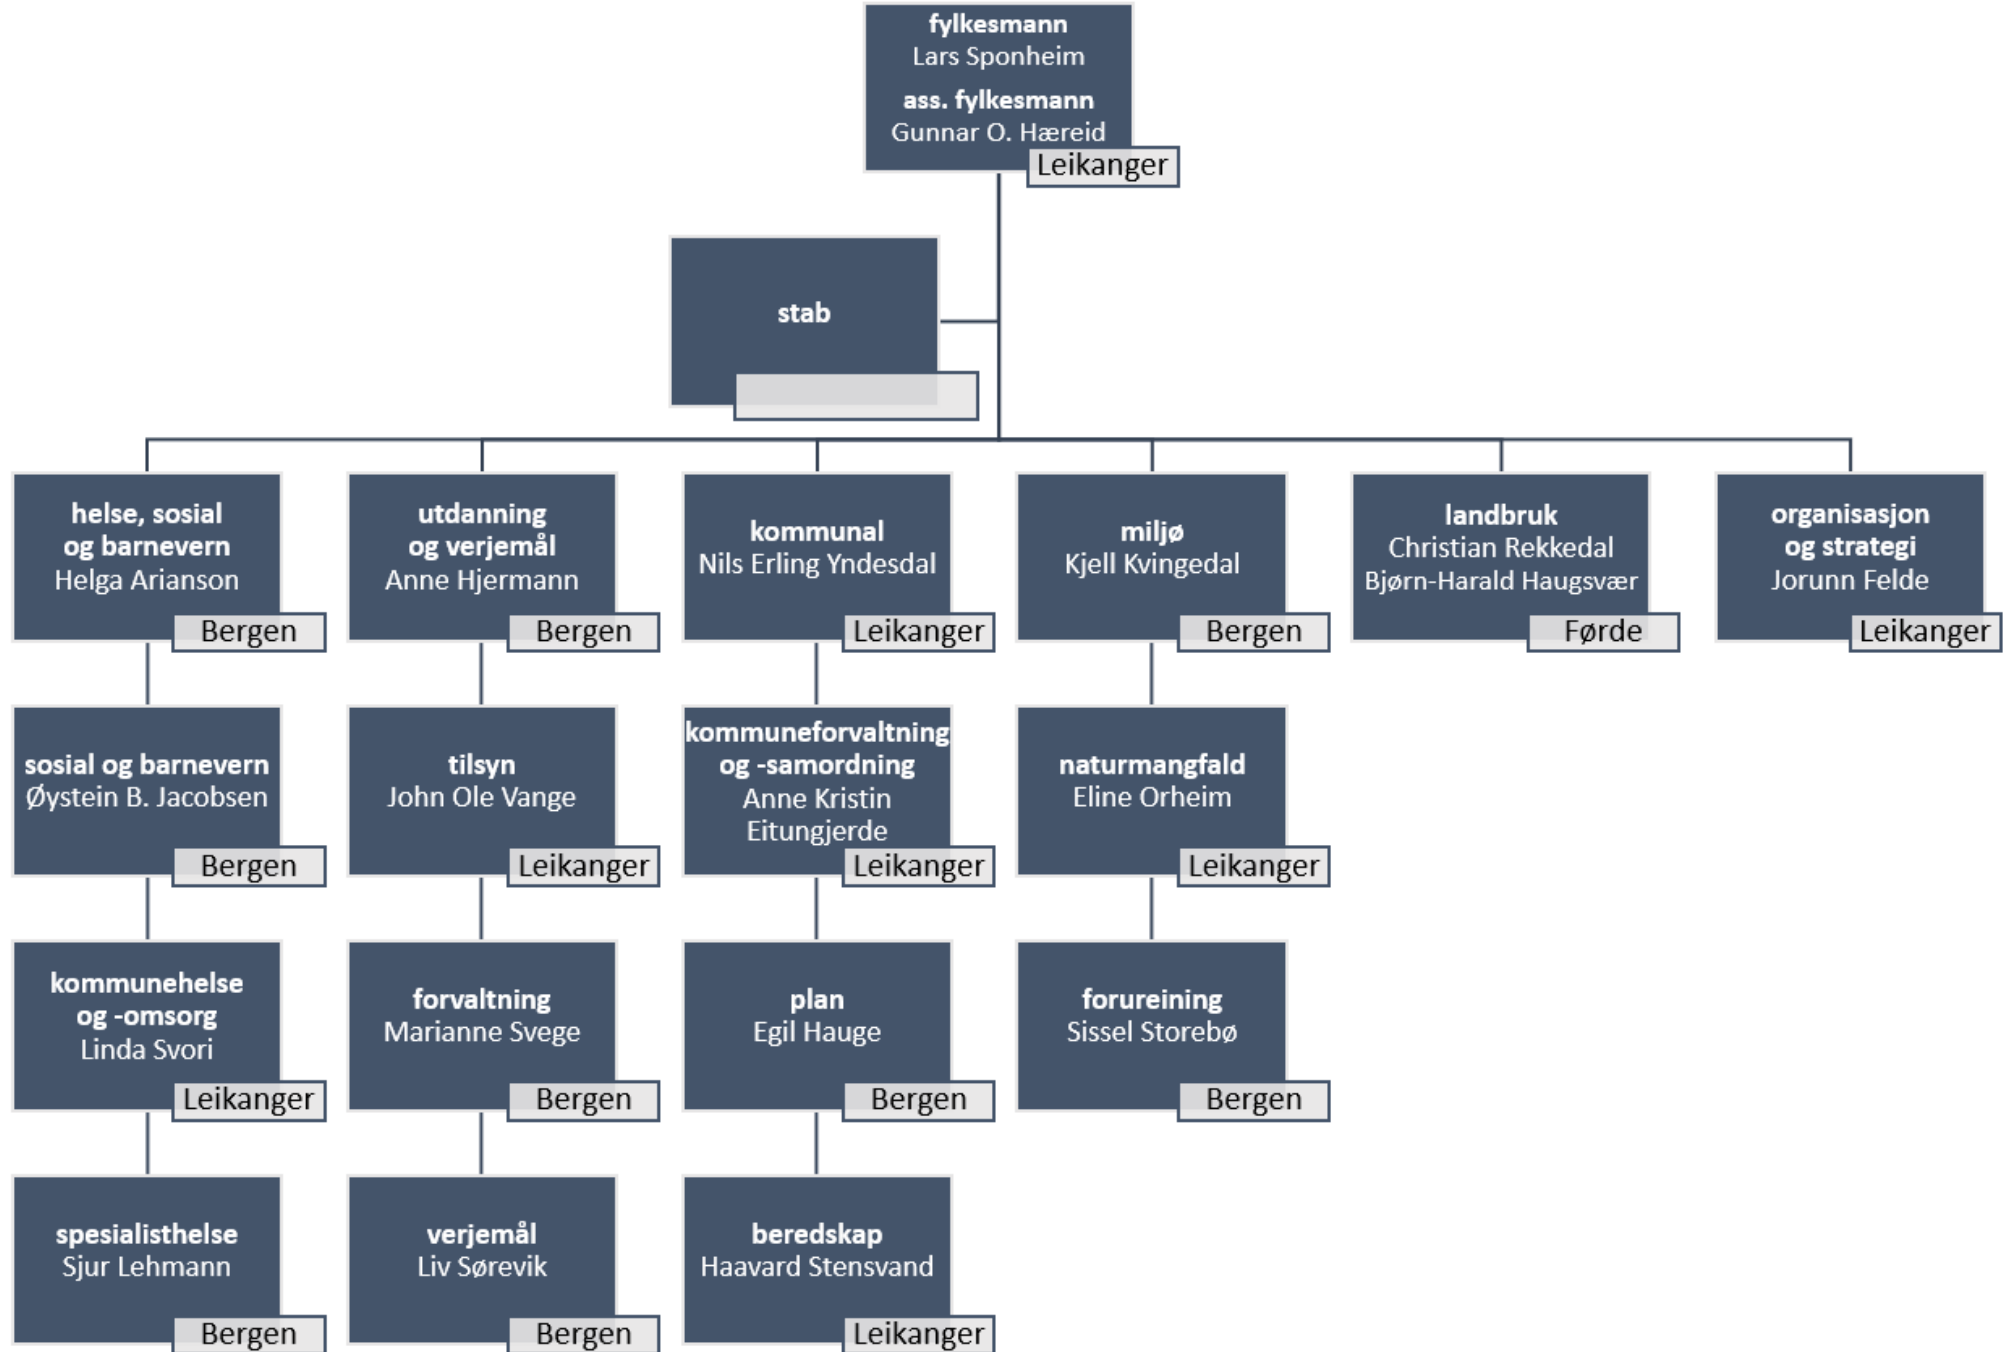 fylkesmann
Lars Sponheim
ass. fylkesmann
Gunnar O. Hæreid
Leikanger
stab
helse, sosial
og barnevern
Helga Arianson
Bergen
utdanning
og verjemål
Anne Hjermann
Bergen
kommunal
Nils Erling Yndesdal
Leikanger
miljø
Kjell Kvingedal
Bergen
landbruk
Christian Rekkedal
Bjørn-Harald Haugsvær
Førde
organisasjon
og strategi
Jorunn Felde
Leikanger
sosial og barnevern
Øystein B. Jacobsen
Bergen
tilsyn
John Ole Vange
Leikanger
kommuneforvaltning
og -samordning
Anne Kristin
Eitungjerde
Leikanger
naturmangfald
Eline Orheim
Leikanger
kommunehelse
og -omsorg
Linda Svori
Leikanger
forvaltning
Marianne Svege
Bergen
plan
Egil Hauge
Bergen
forureining
Sissel Storebø
Bergen
spesialisthelse
Sjur Lehmann
Bergen
verjemål
Liv Sørevik
Bergen
beredskap
Haavard Stensvand
Leikanger